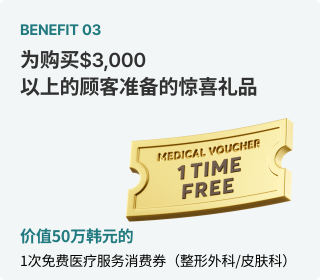 BENEFIT 03
为购买$3,000
以上的顾客准备的惊喜礼品
MEDICAL VOUCHER
1 TIME
FREE
价值50万韩元的
1次免费医疗服务消费券（整形外科/皮肤科）